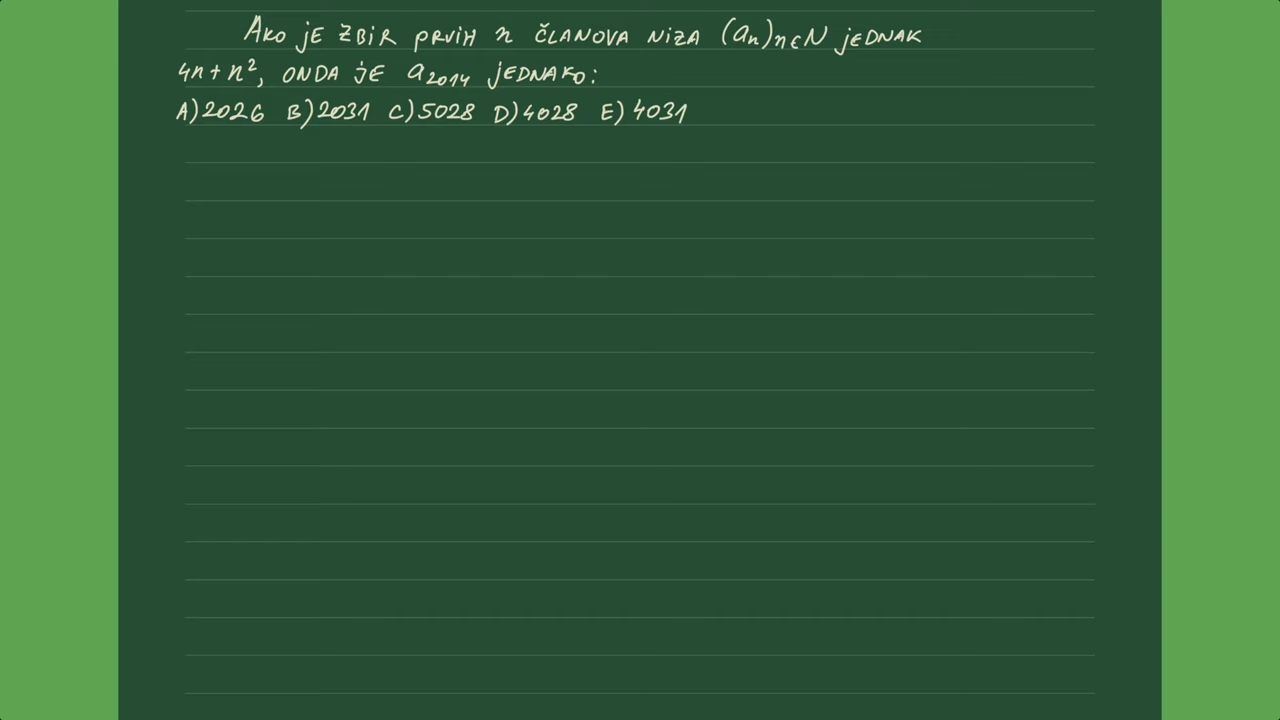 Ako je zbir prvih n članova niza (aₙ)ₙ∈N jednak
4n + n², onda je a₂₀₁₄ jednako:
A) 2026 B) 2031 C) 5028 D) 4028 E) 4031